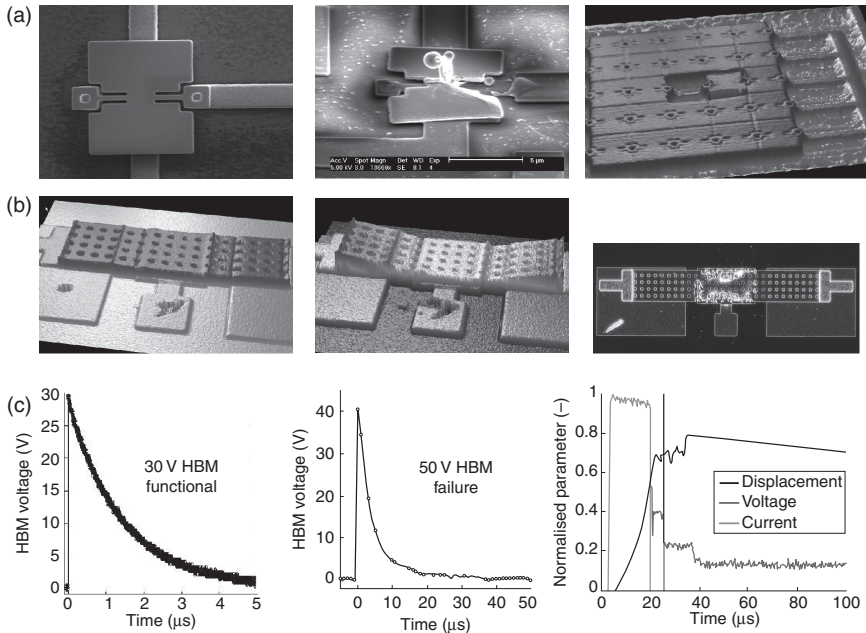 (a)
Acc.V Spot Magn Det WD Exp
5.00 kV 3.0 13669x SE 8.1 4
5 µm
(b)
(c)
HBM voltage (V)
30
25
20
15
10
5
0
0 1 2 3 4 5
Time (µs)
30 V HBM
functional
HBM voltage (V)
40
30
20
10
0
0 10 20 30 40 50
Time (µs)
50 V HBM
failure
Normalised parameter (–)
1
0.8
0.6
0.4
0.2
0
0 20 40 60 80 100
Time (µs)
Displacement
Voltage
Current